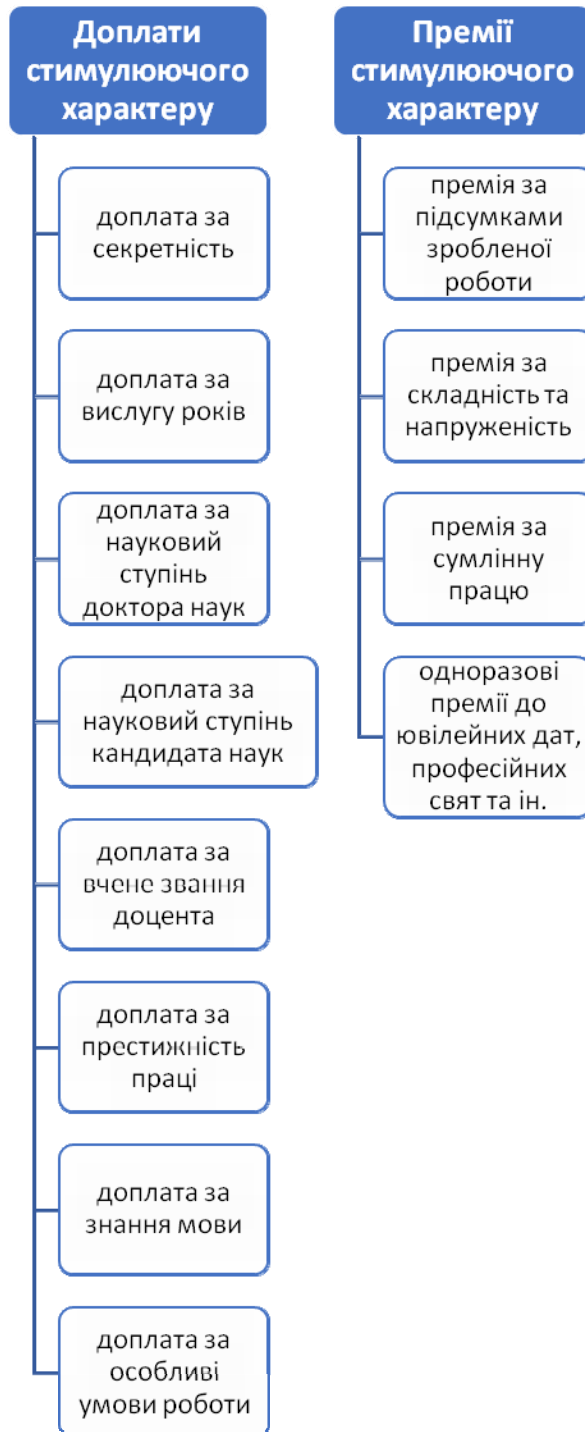 Доплати
стимулюючого
характеру
доплата за
секретність
доплата за
вислугу років
доплата за
науковий
ступінь
доктора наук
доплата за
науковий ступінь
кандидата наук
доплата за
вчене звання
доцента
доплата за
престижність
праці
доплата за
знання мови
доплата за
особливі
умови роботи
Премії
стимулюючого
характеру
премія за
підсумками
зробленої
роботи
премія за
складність та
напруженість
премія за
сумлінну
працю
одноразові
премії до
ювілейних дат,
професійних
свят та ін.